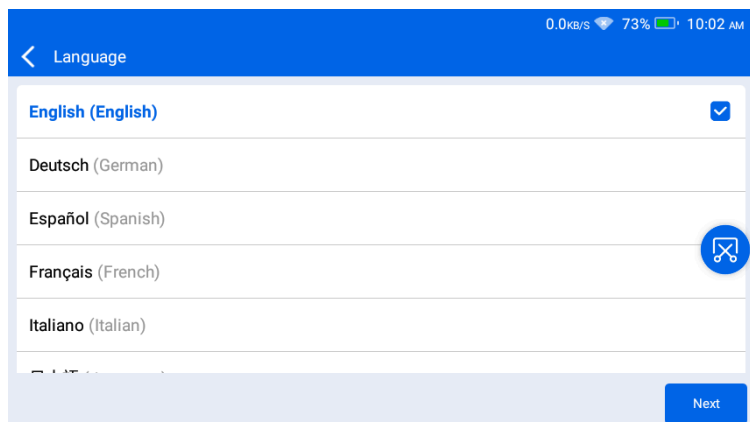 0.0KB/S 73% 10:02 AM
Language
English (English)
Deutsch (German)
Español (Spanish)
Français (French)
Italiano (Italian)
Next